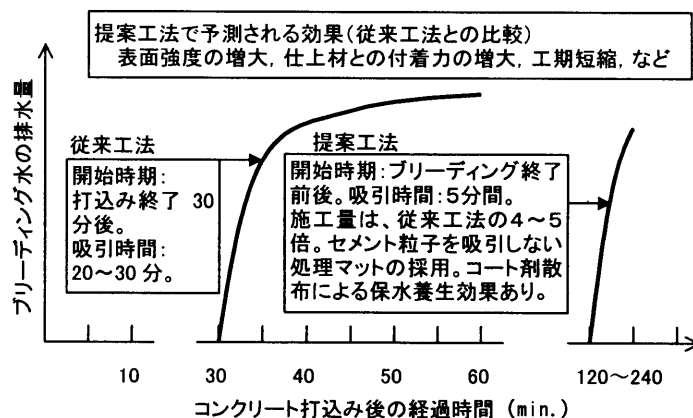 提案工法で予測される効果(従来工法との比較)
表面強度の増大, 仕上材との付着力の増大, 工期短縮, など
ブリーディング水の排水量
従来工法
開始時期:
打込み終了 30
分後。
吸引時間:
20～30 分。
提案工法
開始時期:ブリーディング終了
前後。吸引時間:5分間。
施工量は、従来工法の4～5
倍。セメント粒子を吸引しない
処理マットの採用。コート剤散
布による保水養生効果あり。
10 30 40 50 60 120～240
コンクリート打込み後の経過時間 (min.)